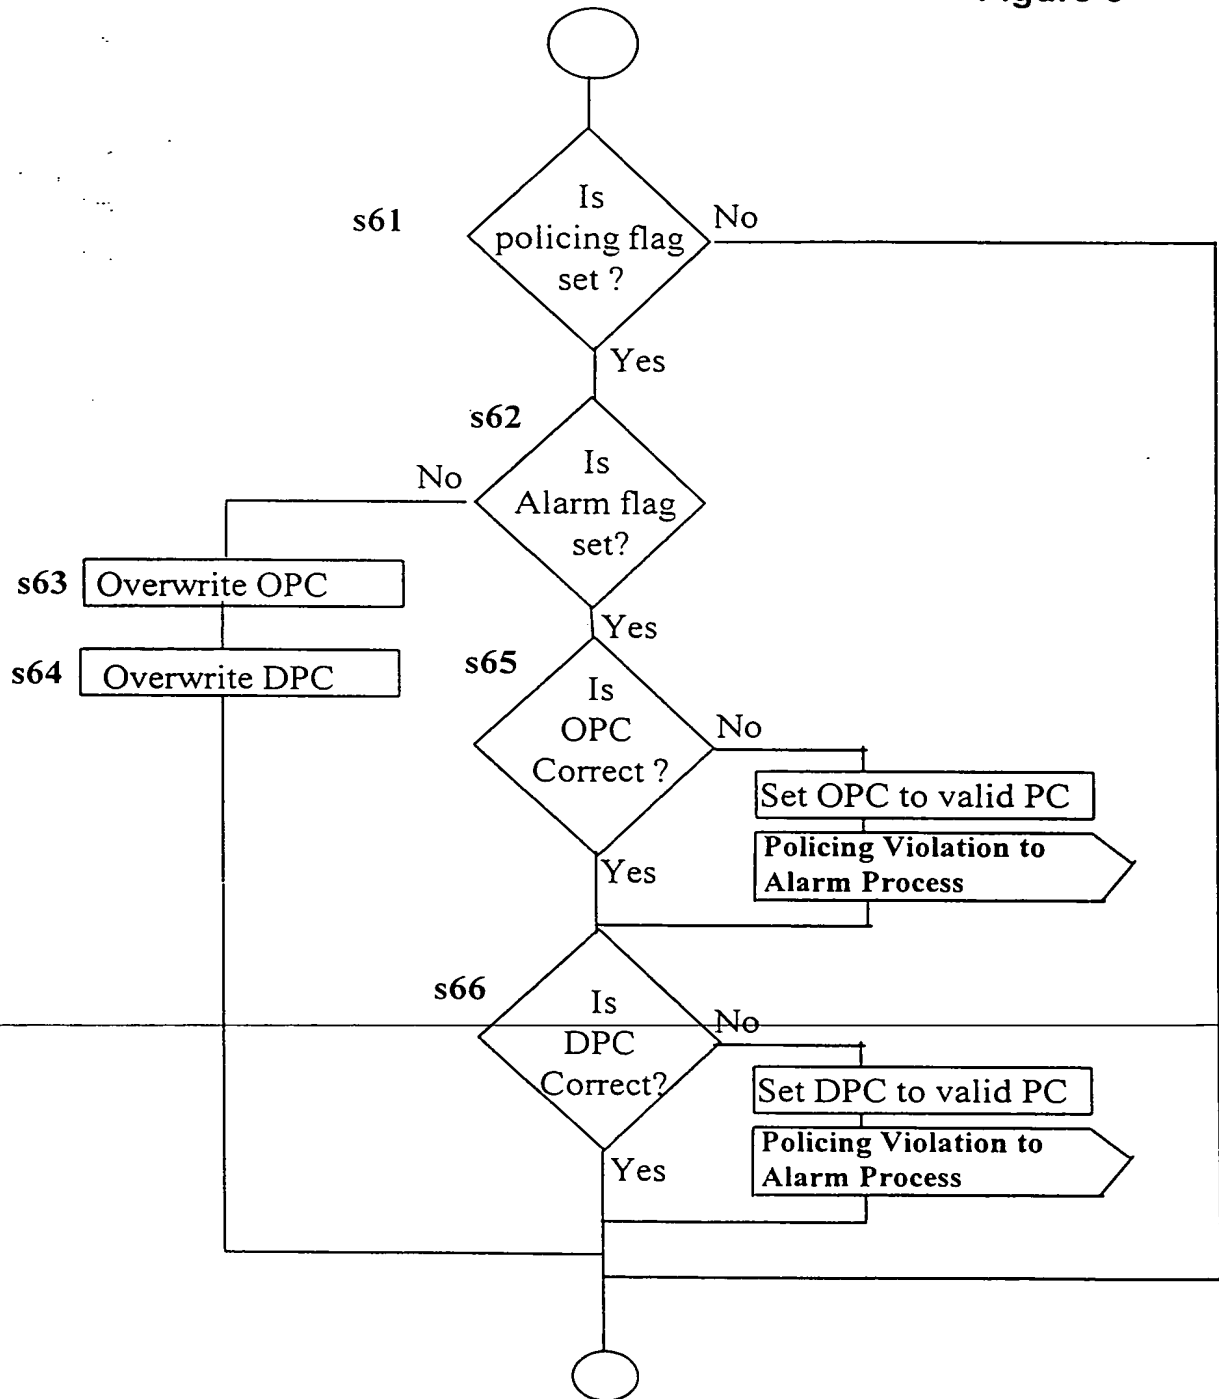 s61
Is
policing flag
set ?
No
Yes
s62
Is
Alarm flag
set?
No
s63
Overwrite OPC
s64
Overwrite DPC
Yes
s65
Is
OPC
Correct ?
No
Set OPC to valid PC
Policing Violation to
Alarm Process
Yes
s66
Is
DPC
Correct?
No
Set DPC to valid PC
Policing Violation to
Alarm Process
Yes